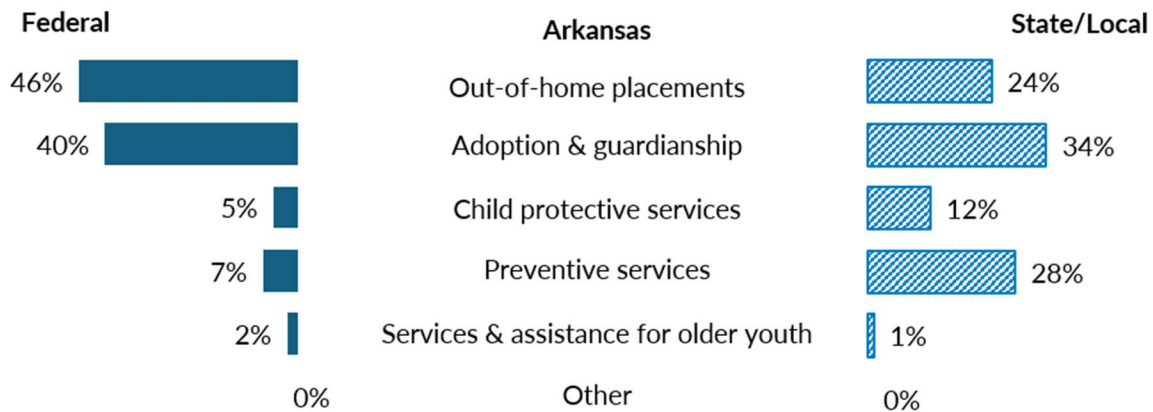 Federal Arkansas State/Local
46% Out-of-home placements 24%
40% Adoption & guardianship 34%
5% Child protective services 12%
7% Preventive services 28%
2% Services & assistance for older youth 1%
0% Other 0%